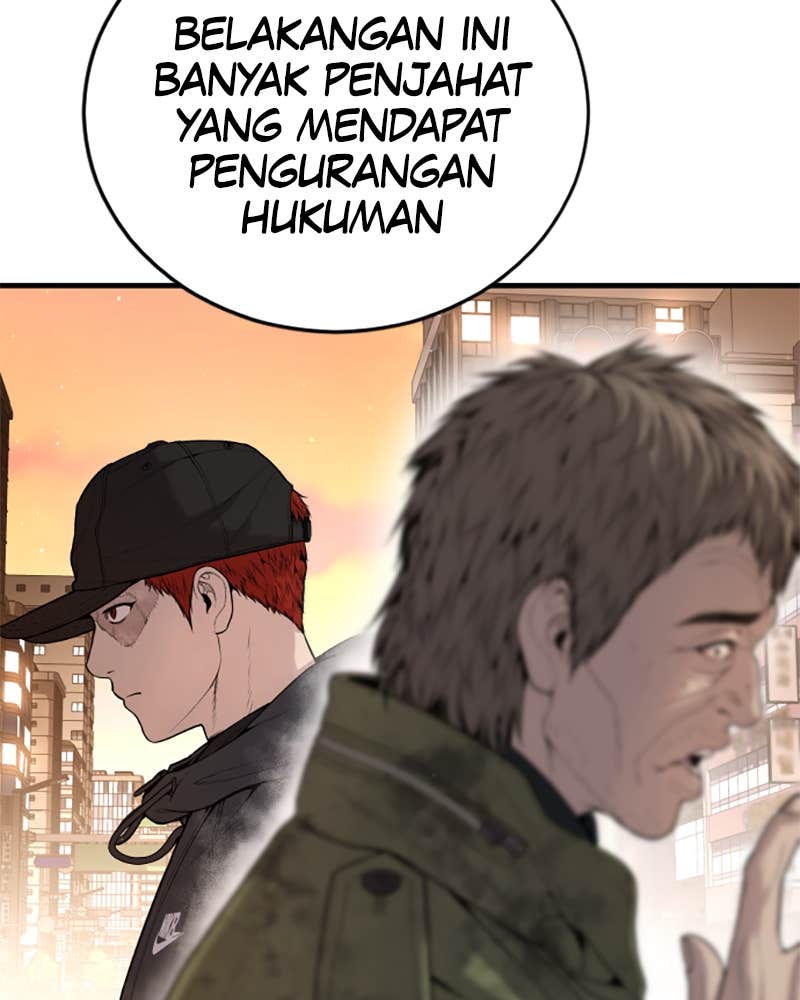 BELAKANGAN INI
BANYAK PENJAHAT
YANG MENDAPAT
PENGURANGAN
HUKUMAN